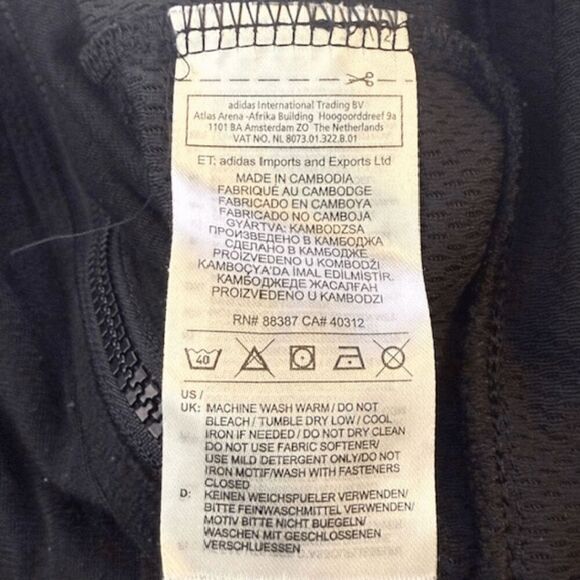 adidas International Trading BV
Atlas Arena -Afrika Building Hoogoorddreef 9a
1101 BA Amsterdam ZO The Netherlands
VAT NO, NL 8073.01.322.B.01
ET: adidas Imports and Exports Ltd
MADE IN CAMBODIA
FABRIQUÉ AU CAMBODGE
FABRICADO EN CAMBOYA
FABRICADO NO CAMBOJA
GYÁRTVA: KAMBODZSA
ПРОИЗВЕДЕНО В КАМБОДЖА
СДЕЛАНО В КАМБОДЖЕ
PROIZVEDENO U KOMBODŽI
KAMBOÇYA'DA İMAL EDİLMİŞTİR.
КАМБОДЖЕДЕ ЖАСАЛҒАН
PROIZVEDENO U KAMBODZI
RN# 88387 CA# 40312
40
US /
UK: MACHINE WASH WARM / DO NOT
BLEACH / TUMBLE DRY LOW / COOL
IRON IF NEEDED / DO NOT DRY CLEAN
DO NOT USE FABRIC SOFTENER/
USE MILD DETERGENT ONLY/DO NOT
IRON MOTIF/WASH WITH FASTENERS
CLOSED
D: KEINEN WEICHSPUELER VERWENDEN/
BITTE FEINWASCHMITTEL VERWENDEN/
MOTIV BITTE NICHT BUEGELN/
WASCHEN MIT GESCHLOSSENEN
VERSCHLUESSEN